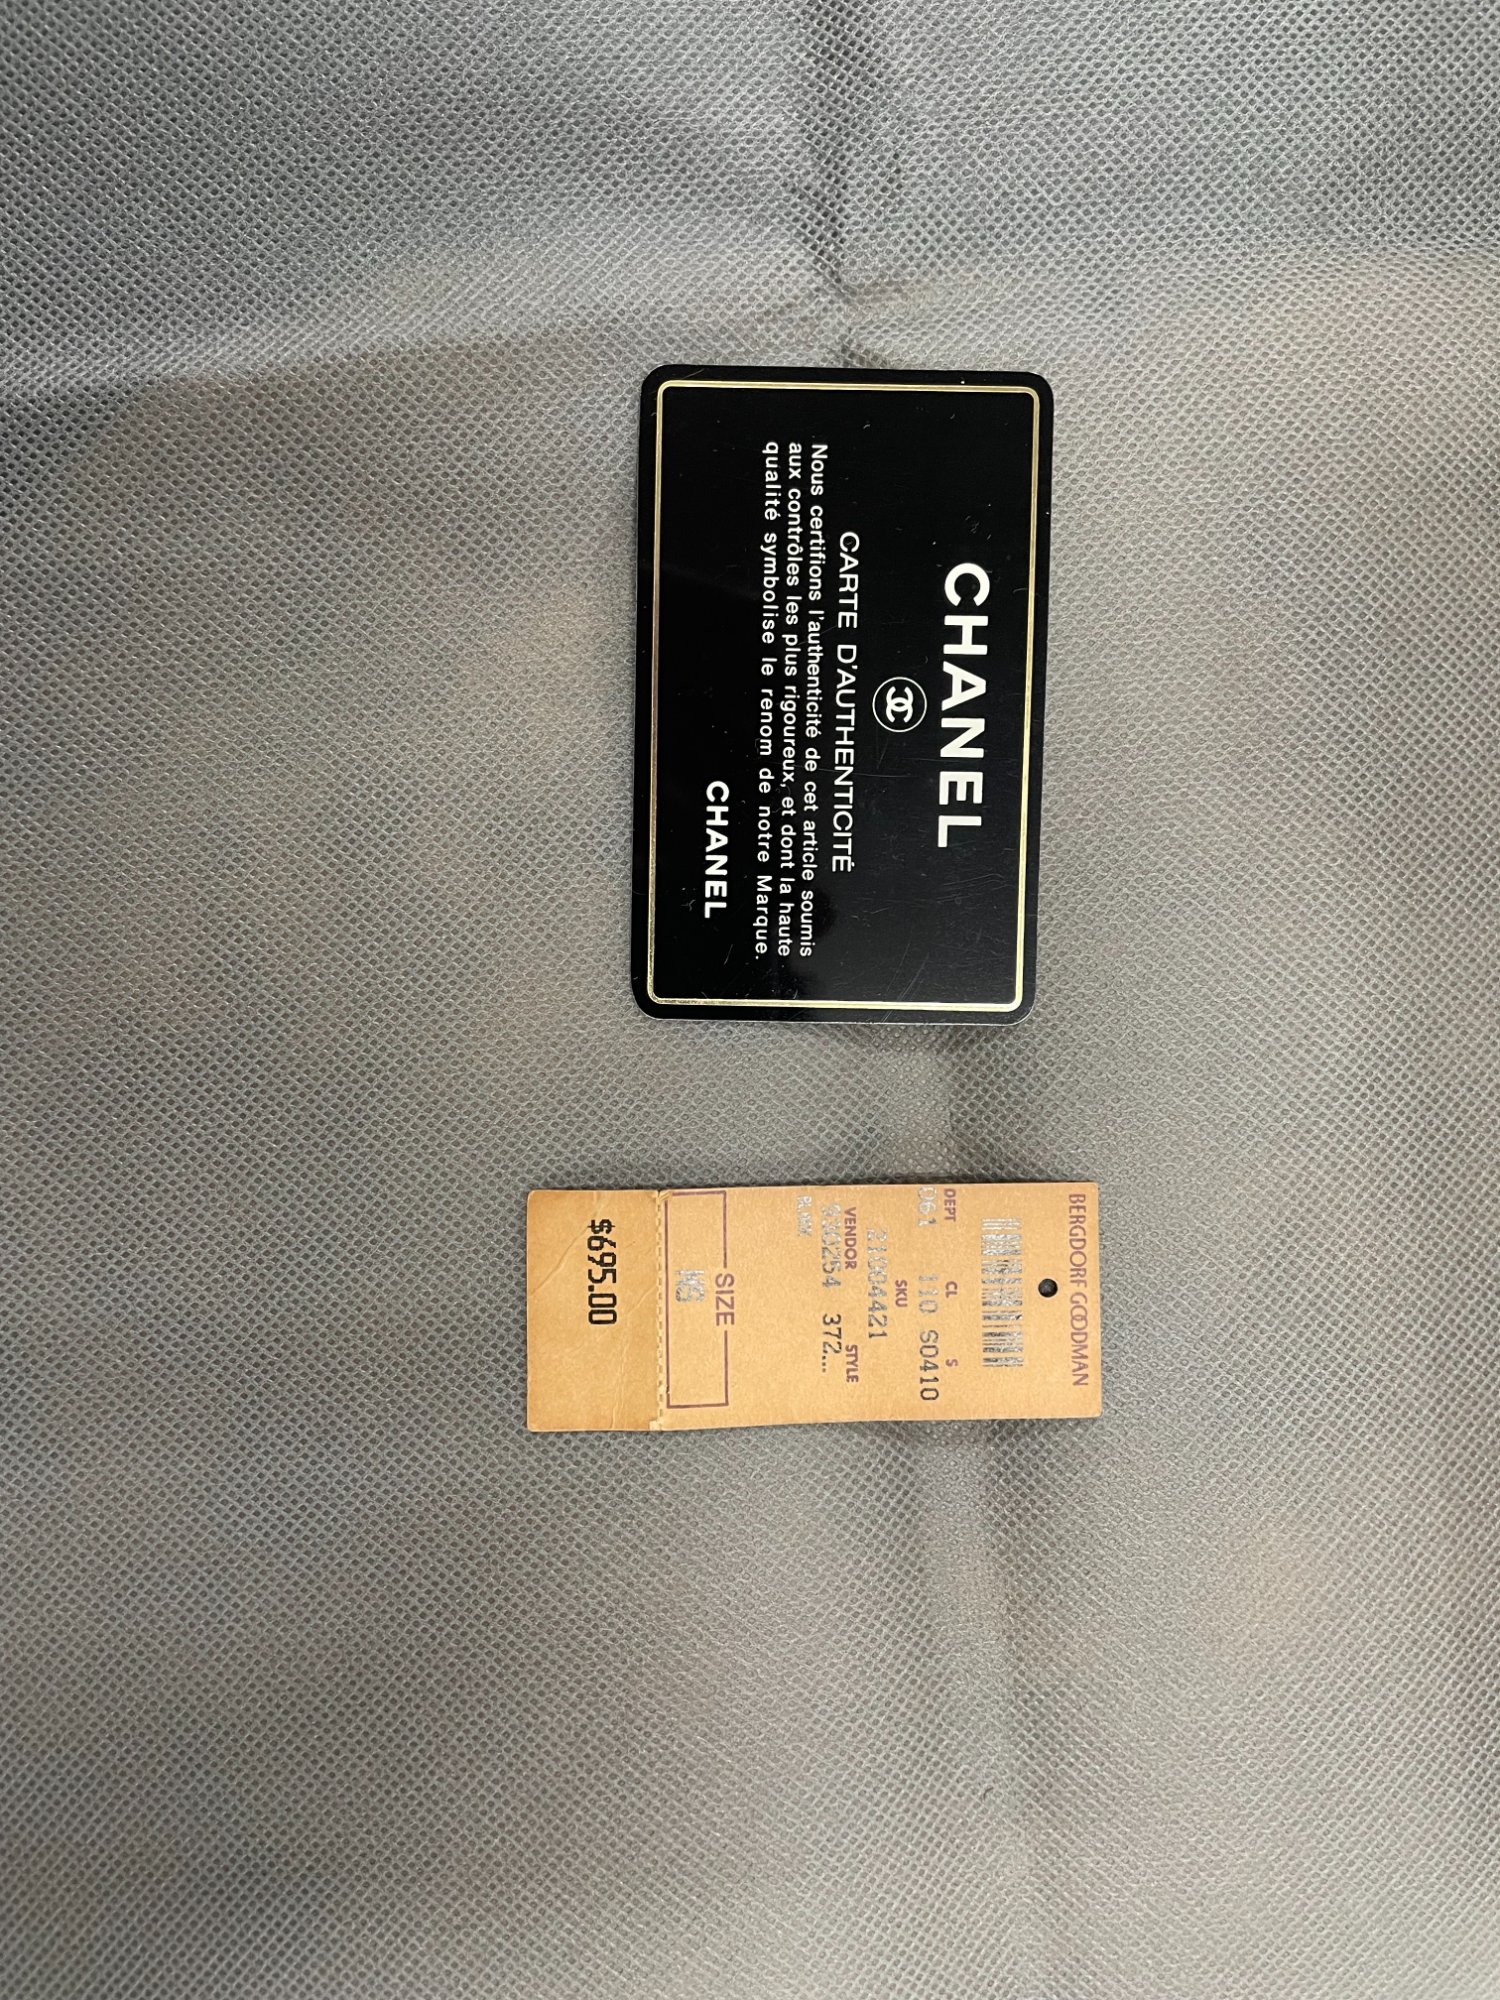 CHANEL
CARTE D'AUTHENTICITÉ
Nous certifions l'authenticité de cet article soumis
aux contrôles les plus rigoureux, et dont la haute
qualité symbolise le renom de notre Marque.
CHANEL
BERGDORF GOODMAN
DEPT CL S
061 110 S0410
SKU
21004421
VENDOR STYLE
330254 372...
SIZE
$695.00